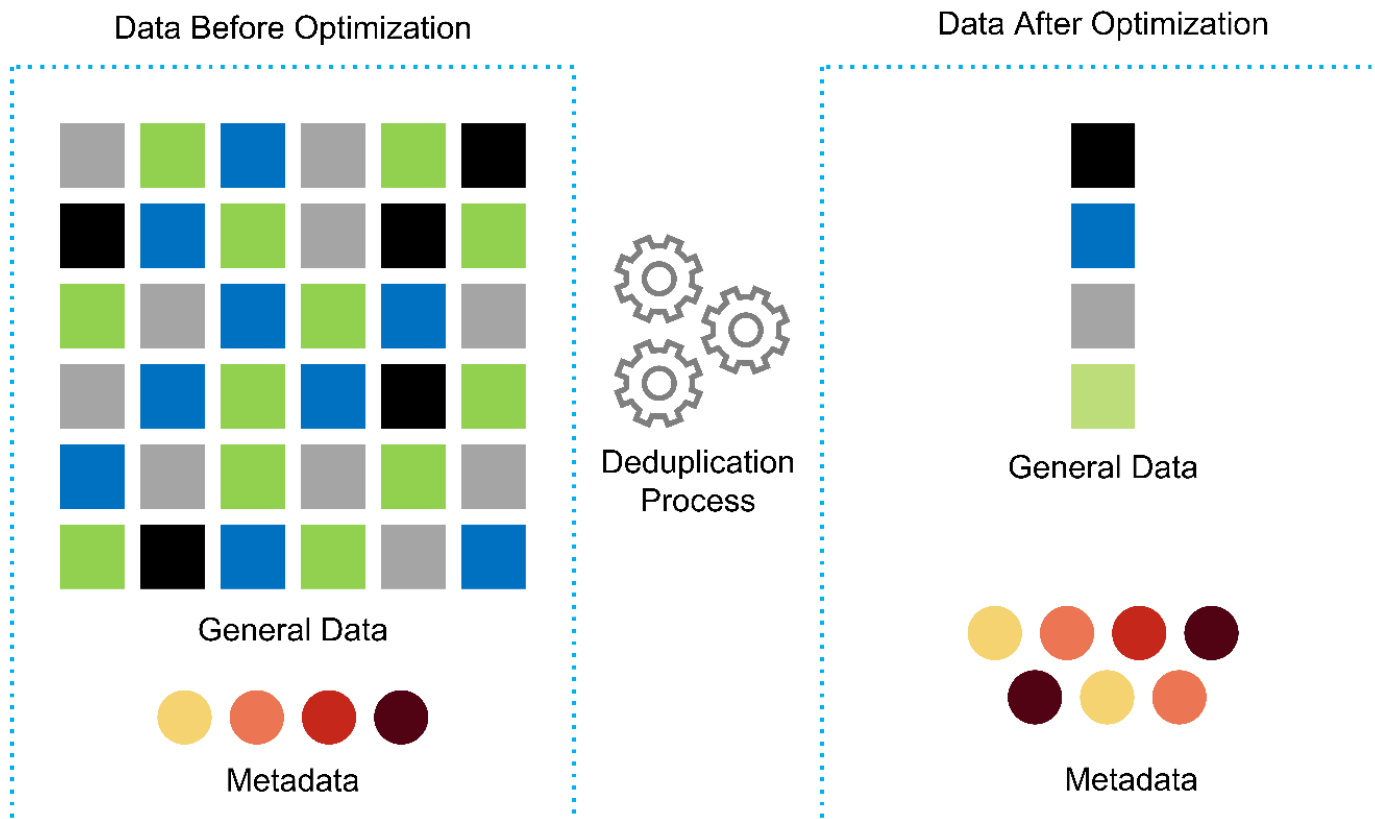 Data Before Optimization
Data After Optimization
Deduplication
Process
General Data
General Data
Metadata
Metadata